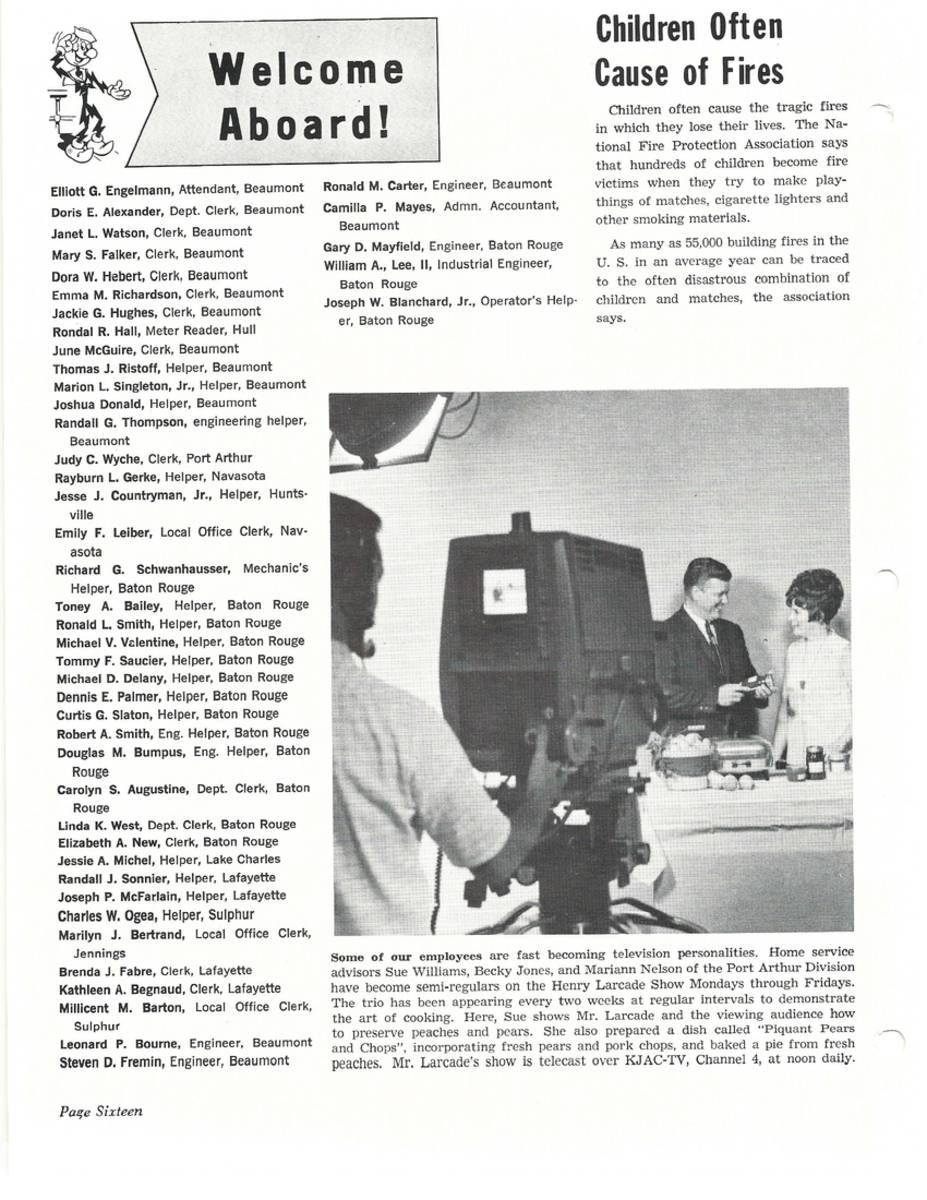 Welcome
Aboard!
Elliott G. Engelmann, Attendant, Beaumont
Doris E. Alexander, Dept. Clerk, Beaumont
Janet L. Watson, Clerk, Beaumont
Mary S. Falker, Clerk, Beaumont
Dora W. Hebert, Clerk, Beaumont
Emma M. Richardson, Clerk, Beaumont
Jackie G. Hughes, Clerk, Beaumont
Rondal R. Hall, Meter Reader, Hull
June McGuire, Clerk, Beaumont
Thomas J. Ristoff, Helper, Beaumont
Marion L. Singleton, Jr., Helper, Beaumont
Joshua Donald, Helper, Beaumont
Randall G. Thompson, engineering helper,
Beaumont
Judy C. Wyche, Clerk, Port Arthur
Rayburn L. Gerke, Helper, Navasota
Jesse J. Countryman, Jr., Helper, Hunts-
ville
Emily F. Leiber, Local Office Clerk, Nav-
asota
Richard G. Schwanhausser, Mechanic's
Helper, Baton Rouge
Toney A. Bailey, Helper, Baton Rouge
Ronald L. Smith, Helper, Baton Rouge
Michael V. Valentine, Helper, Baton Rouge
Tommy F. Saucier, Helper, Baton Rouge
Michael D. Delany, Helper, Baton Rouge
Dennis E. Palmer, Helper, Baton Rouge
Curtis G. Slaton, Helper, Baton Rouge
Robert A. Smith, Eng. Helper, Baton Rouge
Douglas M. Bumpus, Eng. Helper, Baton
Rouge
Carolyn S. Augustine, Dept. Clerk, Baton
Rouge
Linda K. West, Dept. Clerk, Baton Rouge
Elizabeth A. New, Clerk, Baton Rouge
Jessie A. Michel, Helper, Lake Charles
Randall J. Sonnier, Helper, Lafayette
Joseph P. McFarlain, Helper, Lafayette
Charles W. Ogea, Helper, Sulphur
Marilyn J. Bertrand, Local Office Clerk,
Jennings
Brenda J. Fabre, Clerk, Lafayette
Kathleen A. Begnaud, Clerk, Lafayette
Millicent M. Barton, Local Office Clerk,
Sulphur
Leonard P. Bourne, Engineer, Beaumont
Steven D. Fremin, Engineer, Beaumont
Ronald M. Carter, Engineer, Beaumont
Camilla P. Mayes, Admn. Accountant,
Beaumont
Gary D. Mayfield, Engineer, Baton Rouge
William A., Lee, II, Industrial Engineer,
Baton Rouge
Joseph W. Blanchard, Jr., Operator's Help-
er, Baton Rouge
Children Often
Cause of Fires
Children often cause the tragic fires
in which they lose their lives. The Na-
tional Fire Protection Association says
that hundreds of children become fire
victims when they try to make play-
things of matches, cigarette lighters and
other smoking materials.
As many as 55,000 building fires in the
U. S. in an average year can be traced
to the often disastrous combination of
children and matches, the association
says.
Some of our employees are fast becoming television personalities. Home service
advisors Sue Williams, Becky Jones, and Mariann Nelson of the Port Arthur Division
have become semi-regulars on the Henry Larcade Show Mondays through Fridays.
The trio has been appearing every two weeks at regular intervals to demonstrate
the art of cooking. Here, Sue shows Mr. Larcade and the viewing audience how
to preserve peaches and pears. She also prepared a dish called "Piquant Pears
and Chops", incorporating fresh pears and pork chops, and baked a pie from fresh
peaches. Mr. Larcade's show is telecast over KJAC-TV, Channel 4, at noon daily.
Page Sixteen